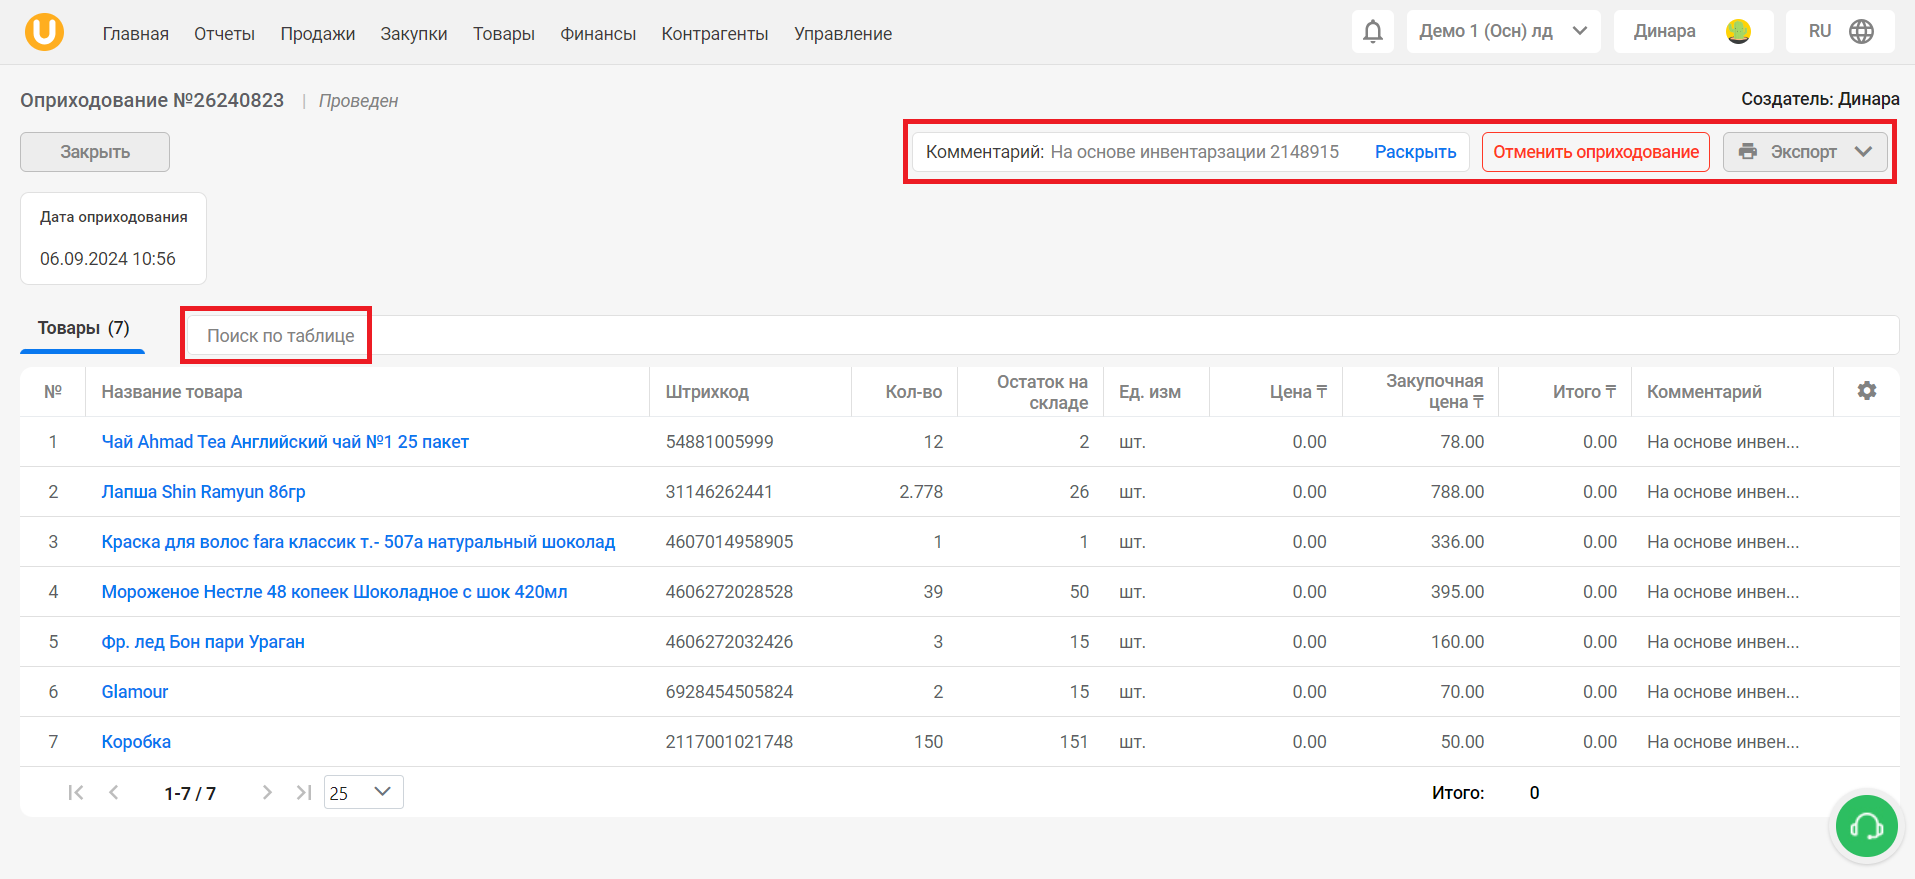 Главная Отчеты Продажи Закупки Товары Финансы Контрагенты Управление Демо 1 (Осн) лд Динара RU
Оприходование №26240823 | Проведен
Создатель: Динара
Закрыть
Комментарий: На основе инвентарзации 2148915 Раскрыть Отменить оприходование Экспорт
Дата оприходования
06.09.2024 10:56
Товары (7) Поиск по таблице
№ Название товара Штрихкод Кол-во Остаток на складе Ед. изм Цена ₸ Закупочная цена ₸ Итого ₸ Комментарий
1 Чай Ahmad Tea Английский чай №1 25 пакет 54881005999 12 2 шт. 0.00 78.00 0.00 На основе инвен...
2 Лапша Shin Ramyun 86гр 31146262441 2.778 26 шт. 0.00 788.00 0.00 На основе инвен...
3 Краска для волос fara классик т.- 507а натуральный шоколад 4607014958905 1 1 шт. 0.00 336.00 0.00 На основе инвен...
4 Мороженое Нестле 48 копеек Шоколадное с шок 420мл 4606272028528 39 50 шт. 0.00 395.00 0.00 На основе инвен...
5 Фр. лед Бон пари Ураган 4606272032426 3 15 шт. 0.00 160.00 0.00 На основе инвен...
6 Glamour 6928454505824 2 15 шт. 0.00 70.00 0.00 На основе инвен...
7 Коробка 2117001021748 150 151 шт. 0.00 50.00 0.00 На основе инвен...
1-7 / 7 25 Итого: 0